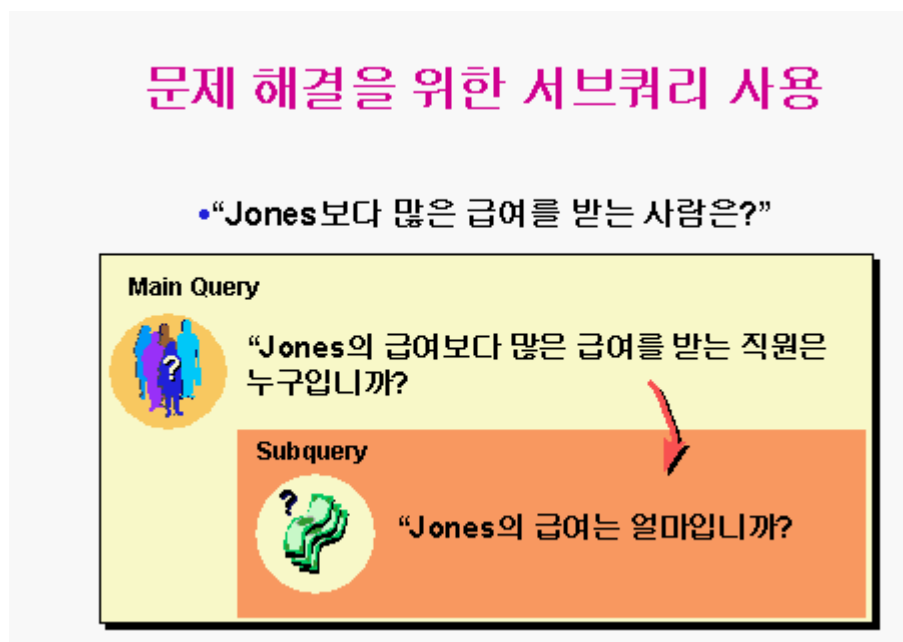 문제 해결을 위한 서브쿼리 사용
•“Jones보다 많은 급여를 받는 사람은?”
Main Query
?
“Jones의 급여보다 많은 급여를 받는 직원은
누구입니까?
Subquery
?
“Jones의 급여는 얼마입니까?